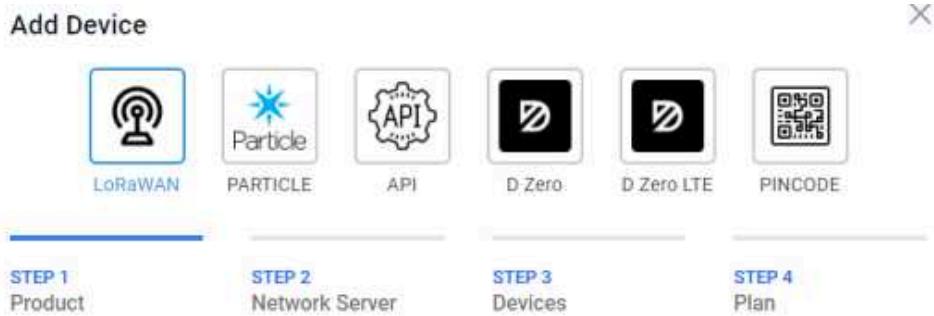 Add Device
Particle
API
LoRaWAN PARTICLE API D Zero D Zero LTE PINCODE
STEP 1 STEP 2 STEP 3 STEP 4
Product Network Server Devices Plan